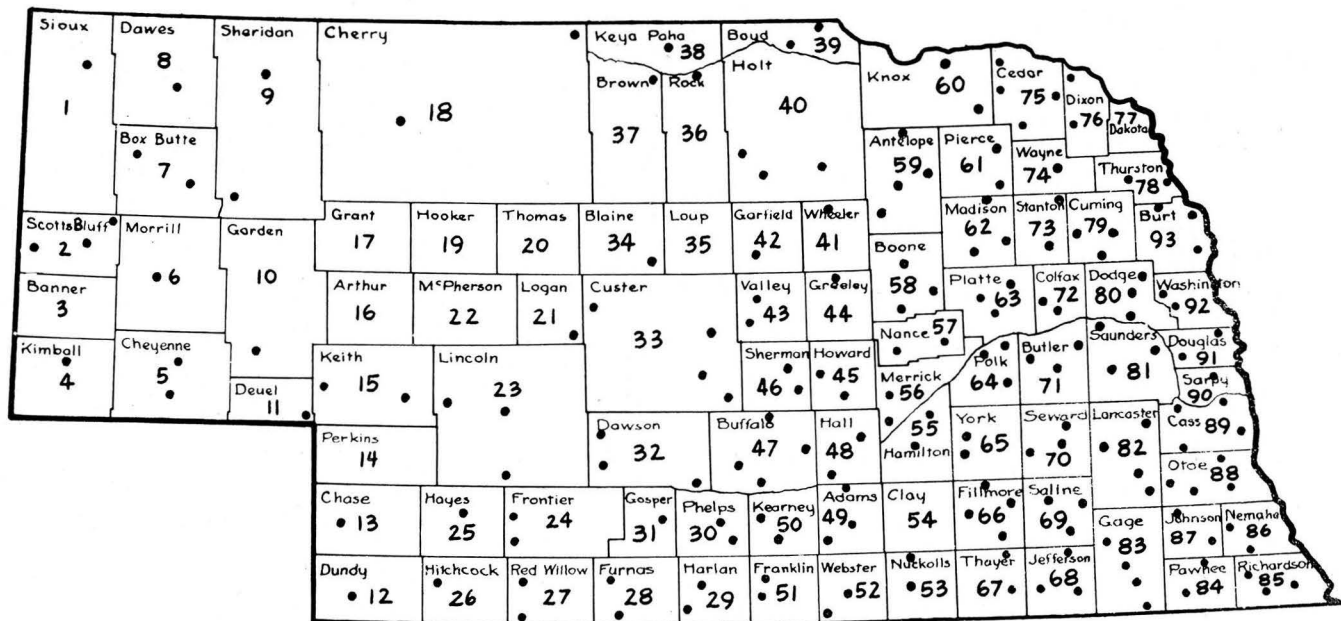 Sioux
1
Dawes
8
Sheridan
9
Cherry
18
Keya Paha
38
Boyd
39
Brown
37
Rock
36
Holt
40
Knox
60
Cedar
75
Dixon
76
77
Dakota
Box Butte
7
Antelope
59
Pierce
61
Wayne
74
Thurston
78
Scotts Bluff
2
Morrill
6
Garden
10
Grant
17
Hooker
19
Thomas
20
Blaine
34
Loup
35
Garfield
42
Wheeler
41
Boone
58
Madison
62
Stanton
73
Cuming
79
Burt
93
Banner
3
Arthur
16
McPherson
22
Logan
21
Custer
33
Valley
43
Greeley
44
Platte
63
Colfax
72
Dodge
80
Washington
92
Nance
57
Kimball
4
Cheyenne
5
Deuel
11
Keith
15
Lincoln
23
Sherman
46
Howard
45
Merrick
56
Polk
64
Butler
71
Saunders
81
Douglas
91
Sarpy
90
Perkins
14
Dawson
32
Buffalo
47
Hall
48
55
Hamilton
York
65
Seward
70
Lancaster
82
Cass
89
Otoe
88
Chase
13
Hayes
25
Frontier
24
Gosper
31
Phelps
30
Kearney
50
Adams
49
Clay
54
Fillmore
66
Saline
69
Gage
83
Johnson
87
Nemaha
86
Dundy
12
Hitchcock
26
Red Willow
27
Furnas
28
Harlan
29
Franklin
51
Webster
52
Nuckolls
53
Thayer
67
Jefferson
68
Pawnee
84
Richardson
85